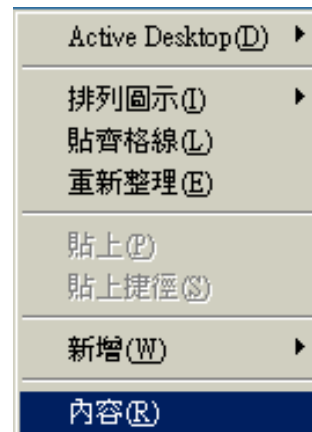 Active Desktop(D)
排列圖示(I)
貼齊格線(L)
重新整理(E)
貼上(P)
貼上捷徑(S)
新增(W)
內容(R)